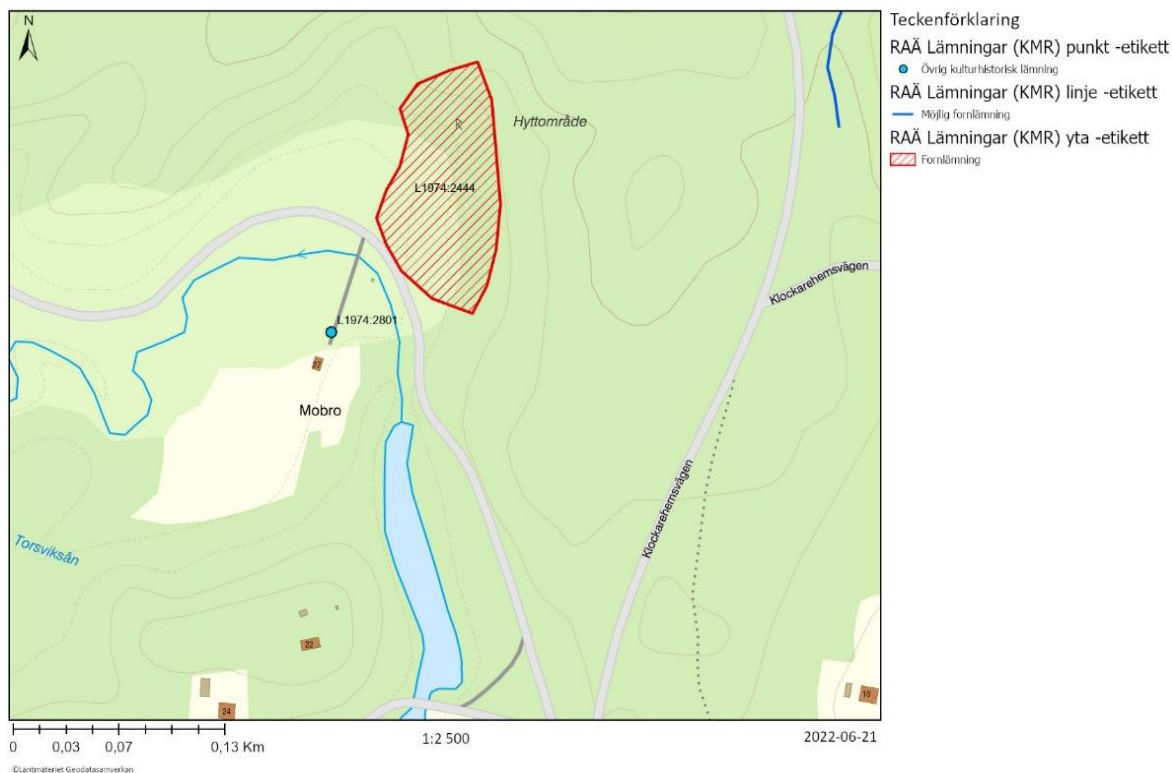 N
Hyttområde
R
L1974:2444
Klockarehemsvägen
L1974:2801
37
Mobro
Klockarehemsvägen
Torsviksån
22
24
10
Teckenförklaring
RAÄ Lämningar (KMR) punkt -etikett
Övrig kulturhistorisk lämning
RAÄ Lämningar (KMR) linje -etikett
Möjlig fornlämning
RAÄ Lämningar (KMR) yta -etikett
Fornlämning
0 0,03 0,07 0,13 Km
1:2 500
2022-06-21
©Lantmäteriet Geodatasamverkan